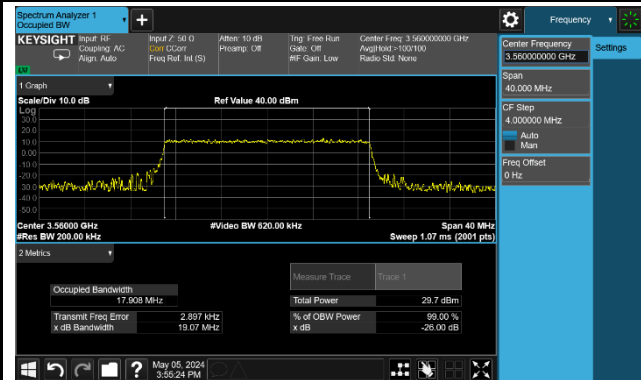 Spectrum Analyzer 1
Occupied BW
Frequency
KEYSIGHT
Input: RF
Coupling: AC
Align: Auto
Input Z: 50 Ω
Corr CCorr
Freq Ref: Int (S)
Atten: 10 dB
Preamp: Off
Trig: Free Run
Gate: Off
#IF Gain: Low
Center Freq: 3.560000000 GHz
Avg|Hold:>100/100
Radio Std: None
LXI
Center Frequency
3.560000000 GHz
Settings
Span
40.000 MHz
CF Step
4.000000 MHz
Auto
Man
Freq Offset
0 Hz
1 Graph
Scale/Div 10.0 dB
Ref Value 40.00 dBm
Log
30.0
20.0
10.0
0.00
-10.0
-20.0
-30.0
-40.0
-50.0
Center 3.56000 GHz
#Video BW 620.00 kHz
Span 40 MHz
#Res BW 200.00 kHz
Sweep 1.07 ms (2001 pts)
2 Metrics
Measure Trace
Trace 1
Occupied Bandwidth
17.908 MHz
Total Power
29.7 dBm
Transmit Freq Error
2.897 kHz
% of OBW Power
99.00 %
x dB Bandwidth
19.07 MHz
x dB
-26.00 dB
May 05, 2024
3:55:24 PM